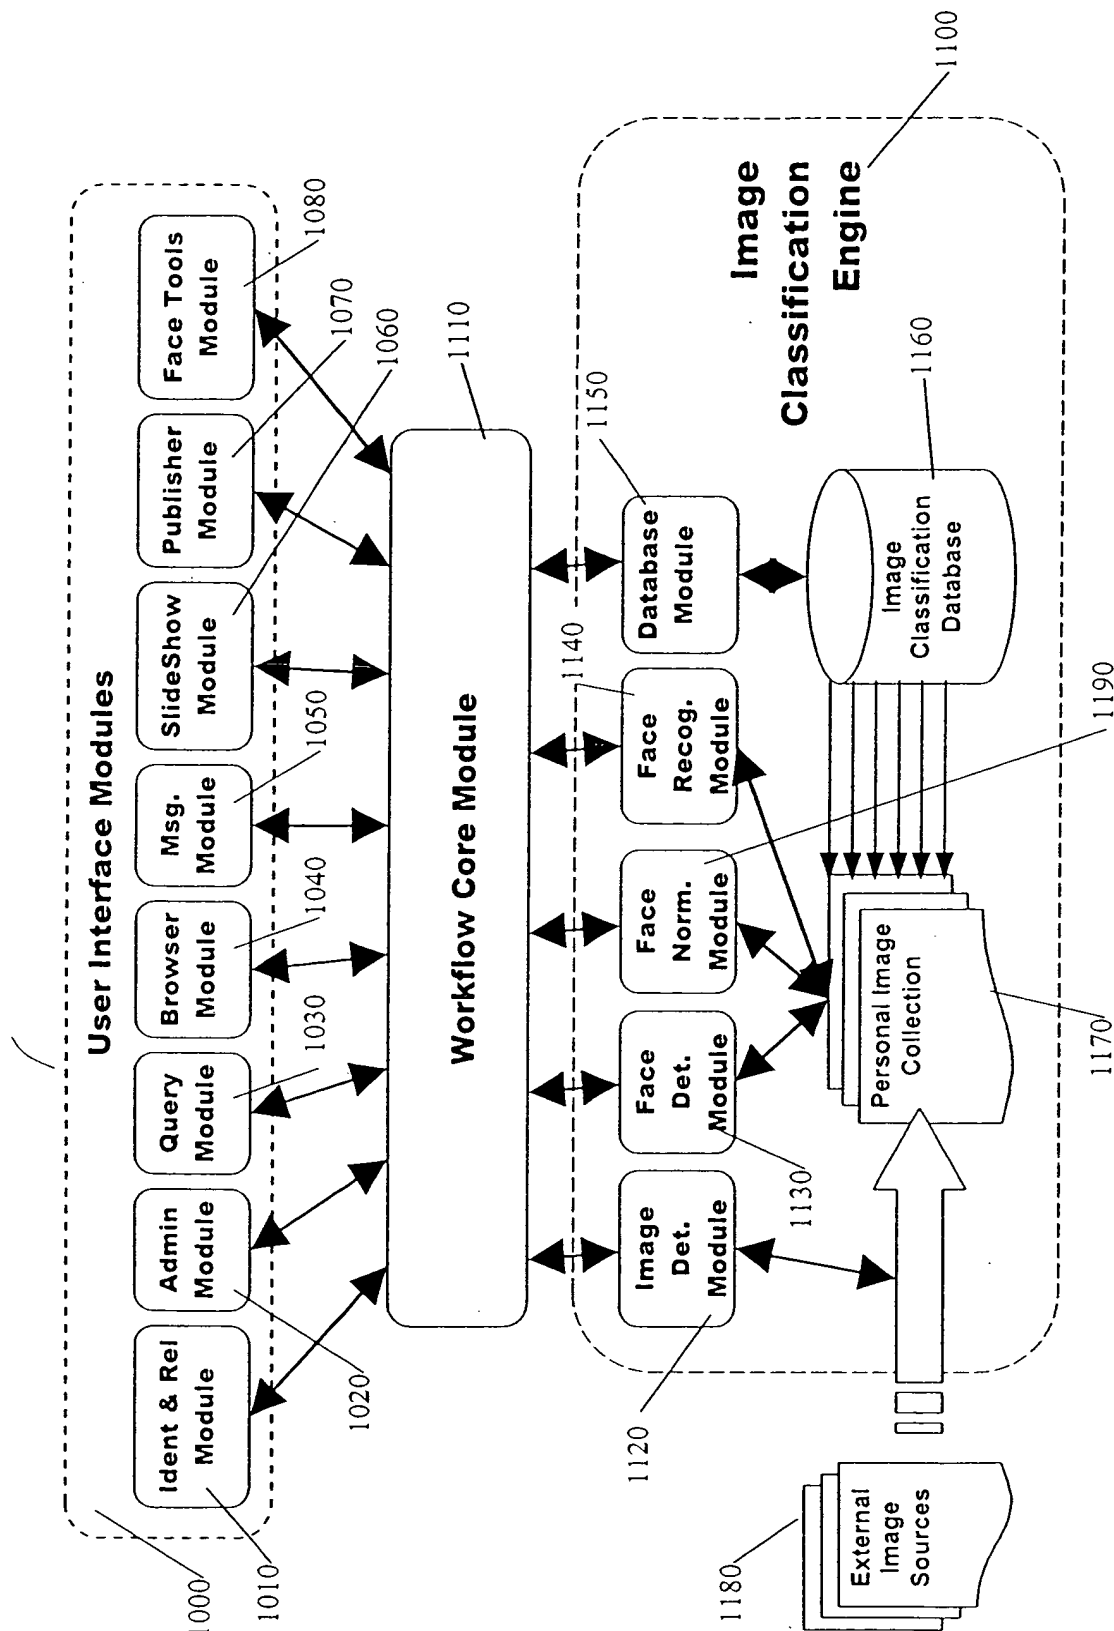 1000
User Interface Modules
Ident & Rel
Module
Admin
Module
Query
Module
Browser
Module
Msg.
Module
SlideShow
Module
Publisher
Module
Face Tools
Module
1010
1020
1030
1040
1050
1060
1070
1080
Workflow Core Module
1110
Image
Det.
Module
Face
Det.
Module
Face
Norm.
Module
Face
Recog.
Module
Database
Module
1120
1130
1190
1140
1150
Image
Classification
Engine
1100
External
Image
Sources
1180
Personal Image
Collection
1170
Image
Classification
Database
1160